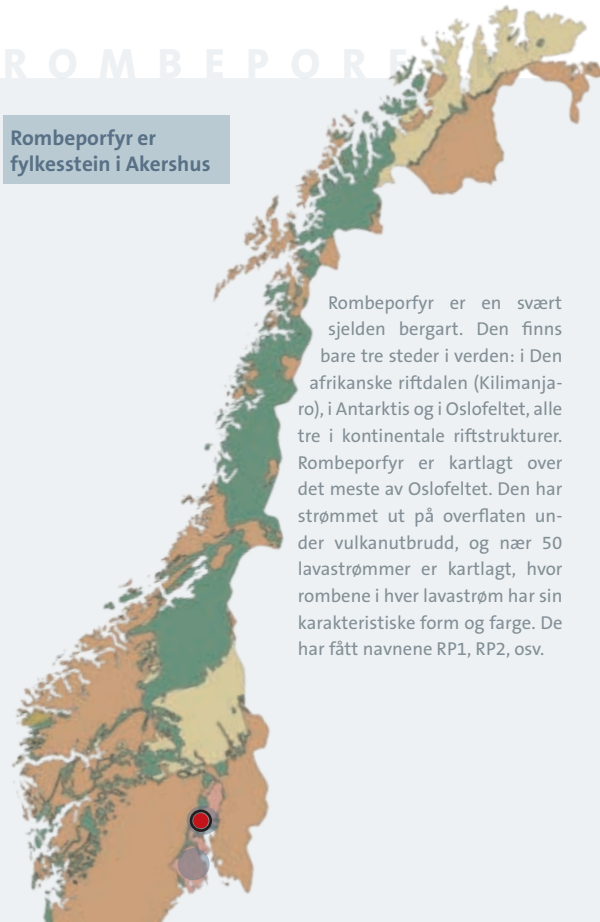 ROMBEPORFYR
Rombeporfyr er
fylkesstein i Akershus
Rombeporfyr er en svært
sjelden bergart. Den finns
bare tre steder i verden: i Den
afrikanske riftdalen (Kilimanja-
ro), i Antarktis og i Oslofeltet, alle
tre i kontinentale riftstrukturer.
Rombeporfyr er kartlagt over
det meste av Oslofeltet. Den har
strømmet ut på overflaten un-
der vulkanutbrudd, og nær 50
lavastrømmer er kartlagt, hvor
rombene i hver lavastrøm har sin
karakteristiske form og farge. De
har fått navnene RP1, RP2, osv.